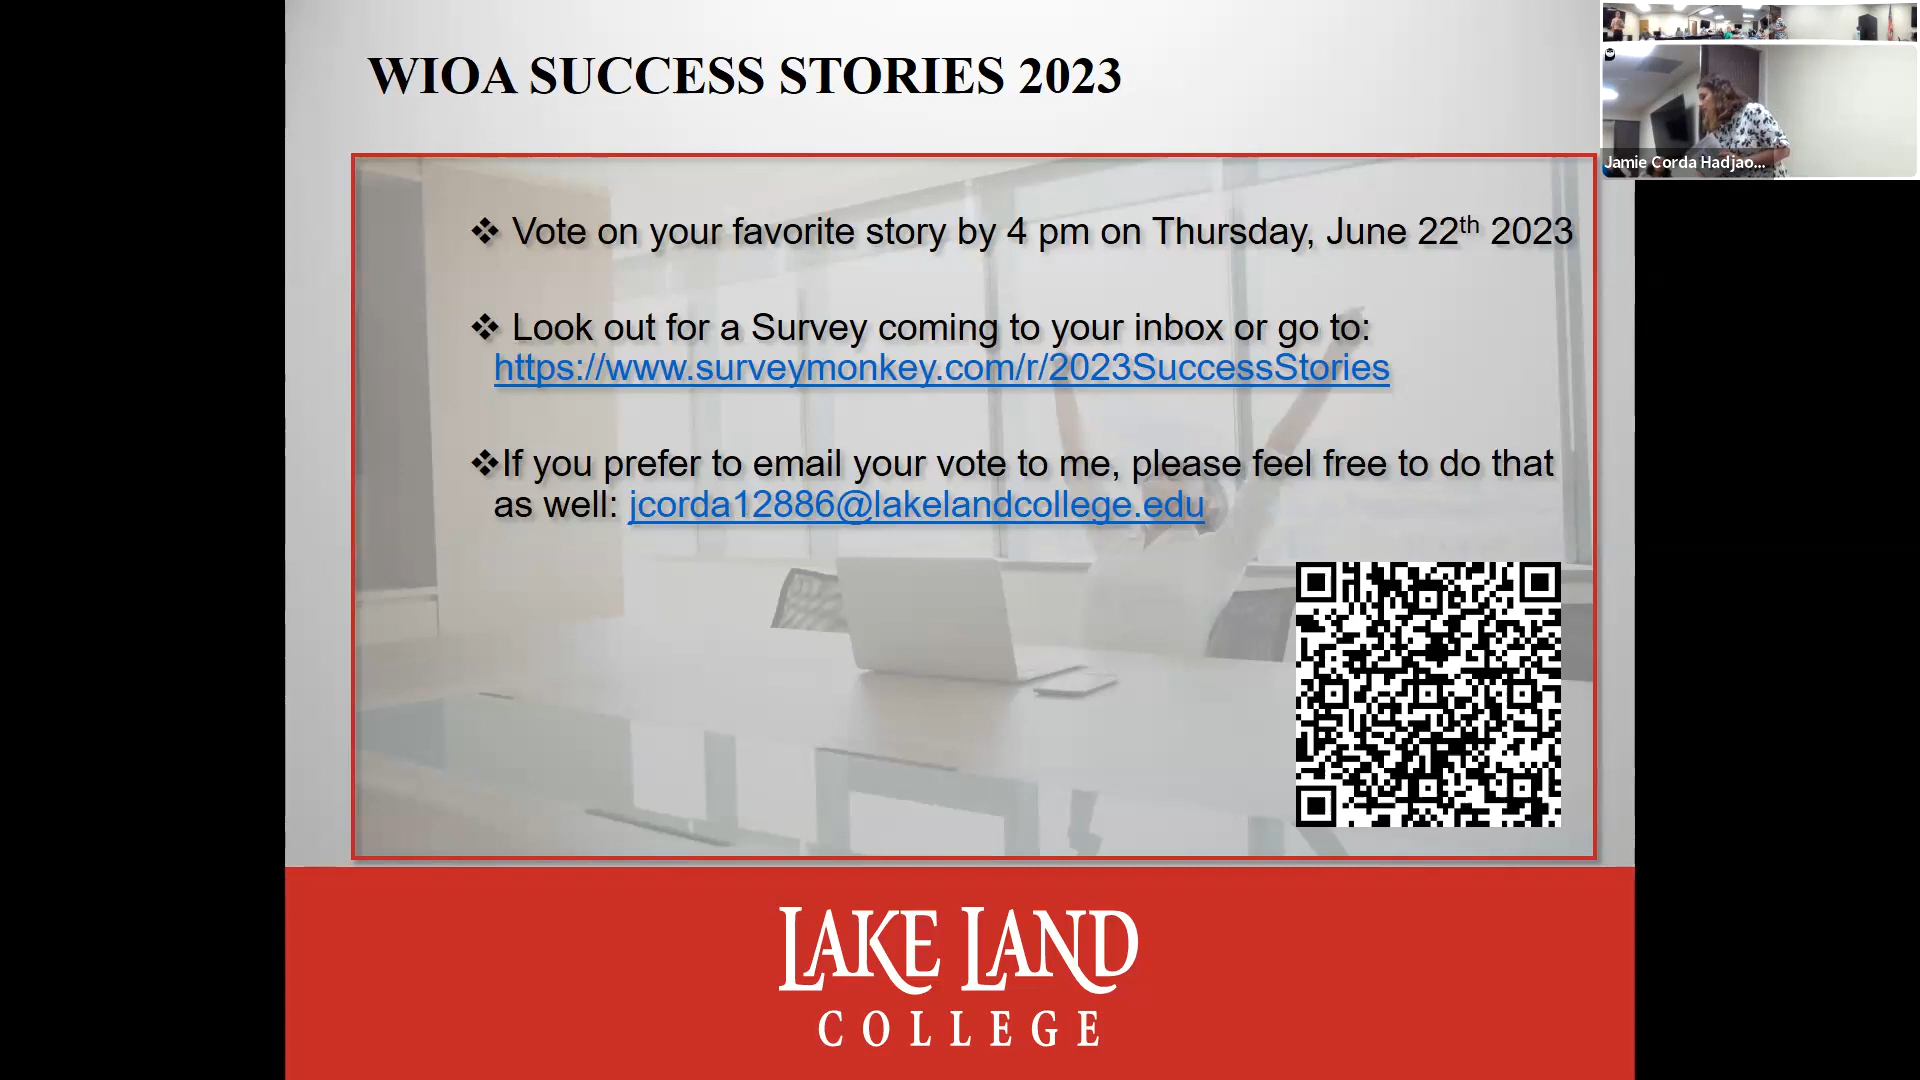 WIOA SUCCESS STORIES 2023
❖ Vote on your favorite story by 4 pm on Thursday, June 22th 2023
❖ Look out for a Survey coming to your inbox or go to:
https://www.surveymonkey.com/r/2023SuccessStories
❖If you prefer to email your vote to me, please feel free to do that
as well: jcorda12886@lakelandcollege.edu
LAKE LAND
COLLEGE
Jamie Corda Hadjao...